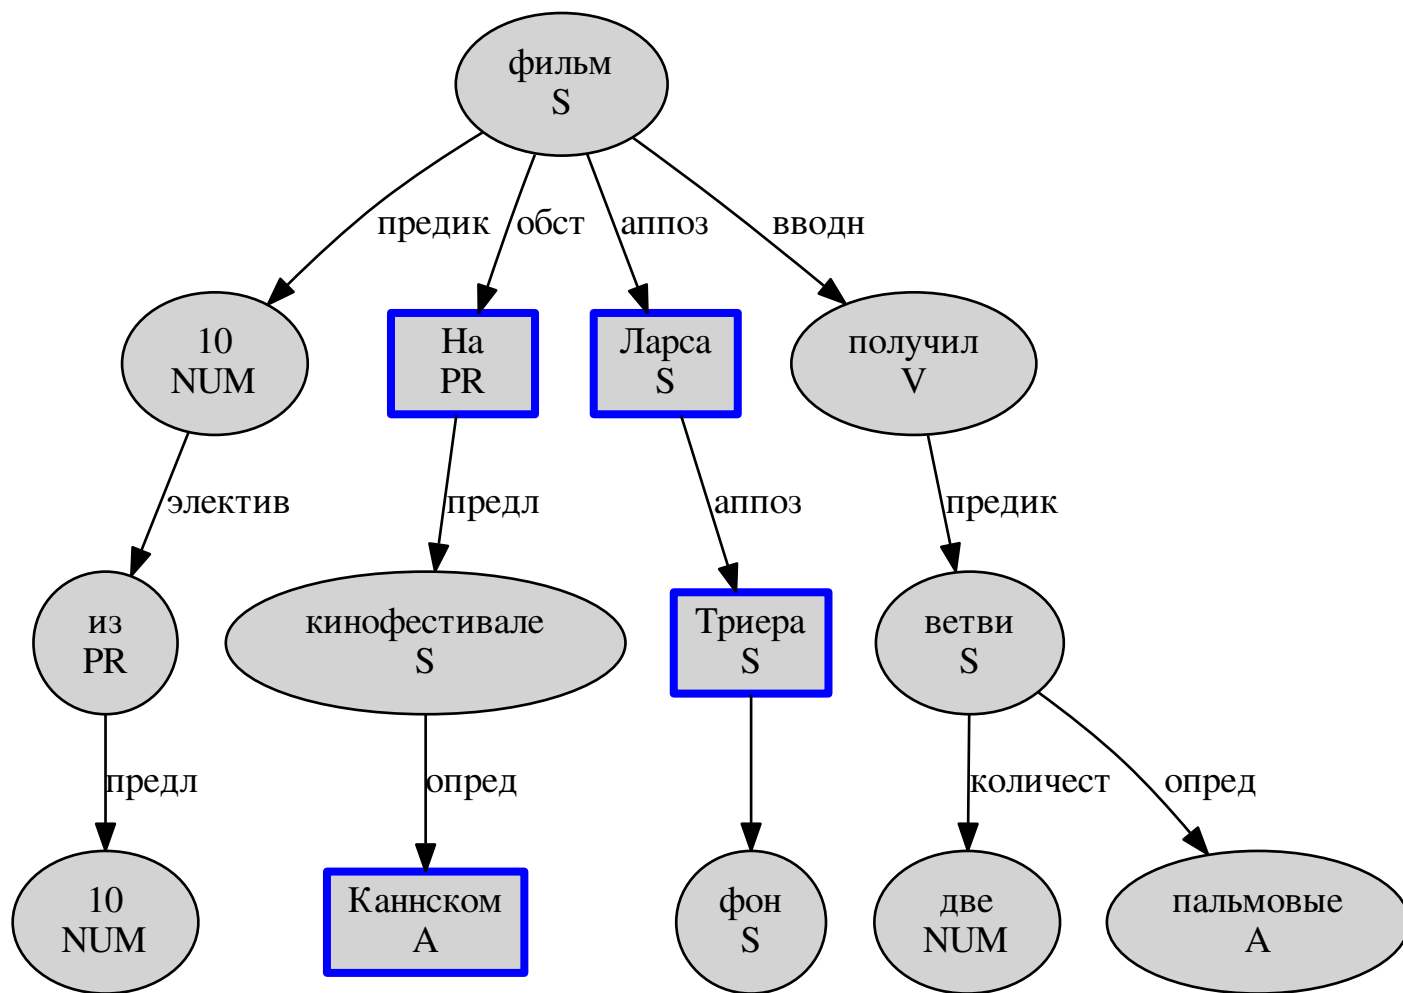 фильм
S
предик
обст
аппоз
вводн
10
NUM
На
PR
Ларса
S
получил
V
электив
предл
аппоз
предик
из
PR
кинофестивале
S
Триера
S
ветви
S
предл
опред
количест
опред
10
NUM
Каннском
A
фон
S
две
NUM
пальмовые
A